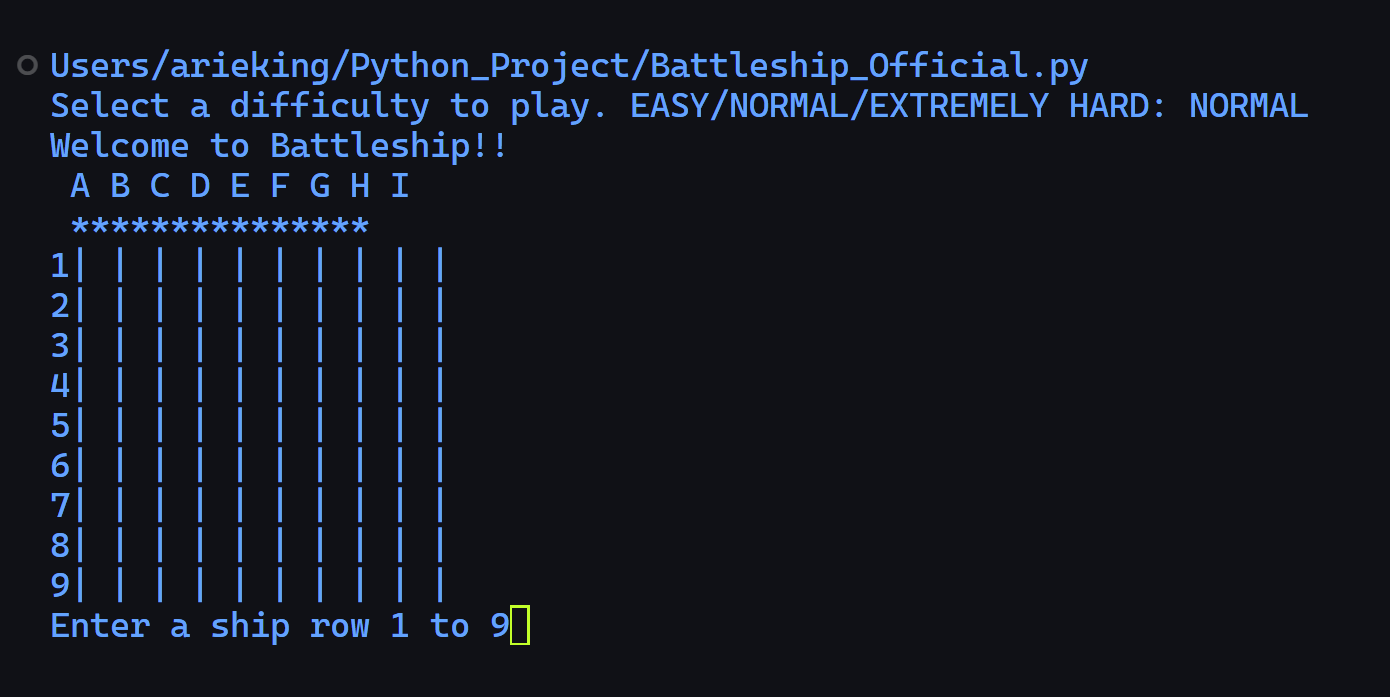 Users/arieking/Python_Project/Battleship_Official.py
Select a difficulty to play. EASY/NORMAL/EXTREMELY HARD: NORMAL
Welcome to Battleship!!
 A B C D E F G H I
 ***************
1| | | | | | | | | |
2| | | | | | | | | |
3| | | | | | | | | |
4| | | | | | | | | |
5| | | | | | | | | |
6| | | | | | | | | |
7| | | | | | | | | |
8| | | | | | | | | |
9| | | | | | | | | |
Enter a ship row 1 to 9